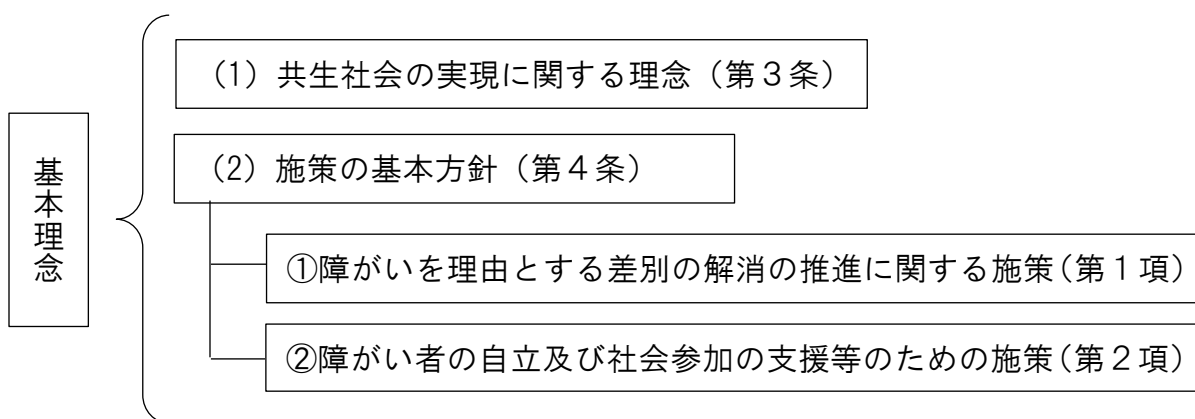 基本理念
（1）共生社会の実現に関する理念（第３条）
（2）施策の基本方針（第４条）
①障がいを理由とする差別の解消の推進に関する施策（第１項）
②障がい者の自立及び社会参加の支援等のための施策（第２項）